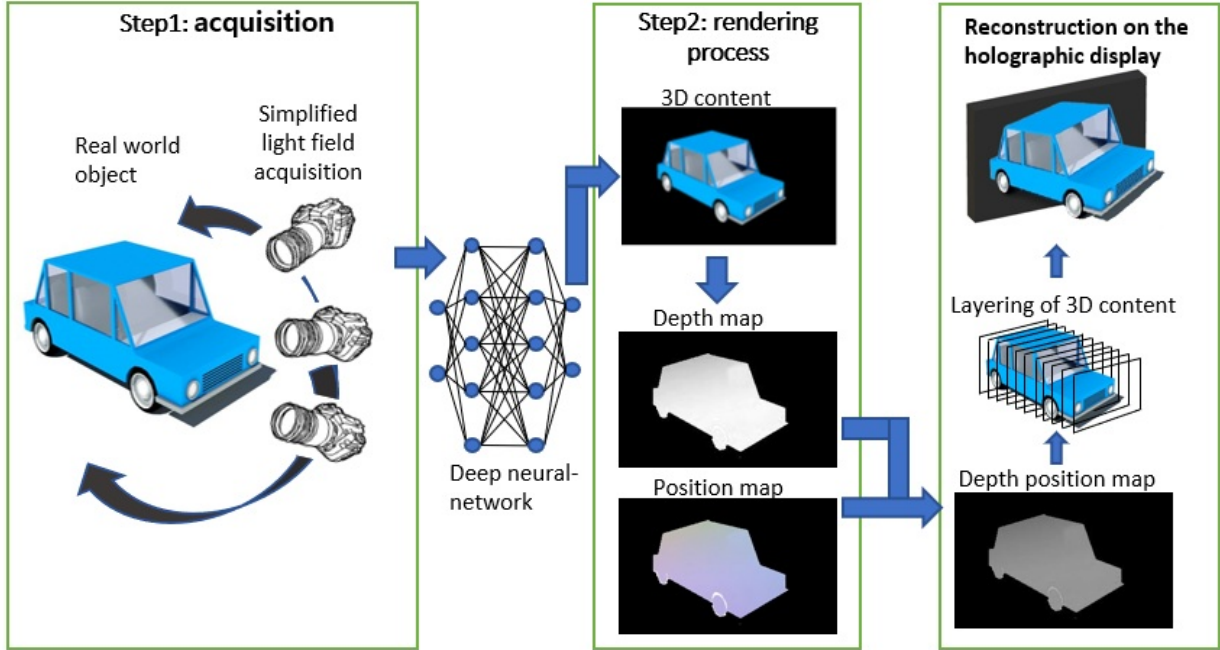 Step1: acquisition
Real world
object
Simplified
light field
acquisition
Deep neural-
network
Step2: rendering
process
3D content
Depth map
Position map
Reconstruction on the
holographic display
Layering of 3D content
Depth position map